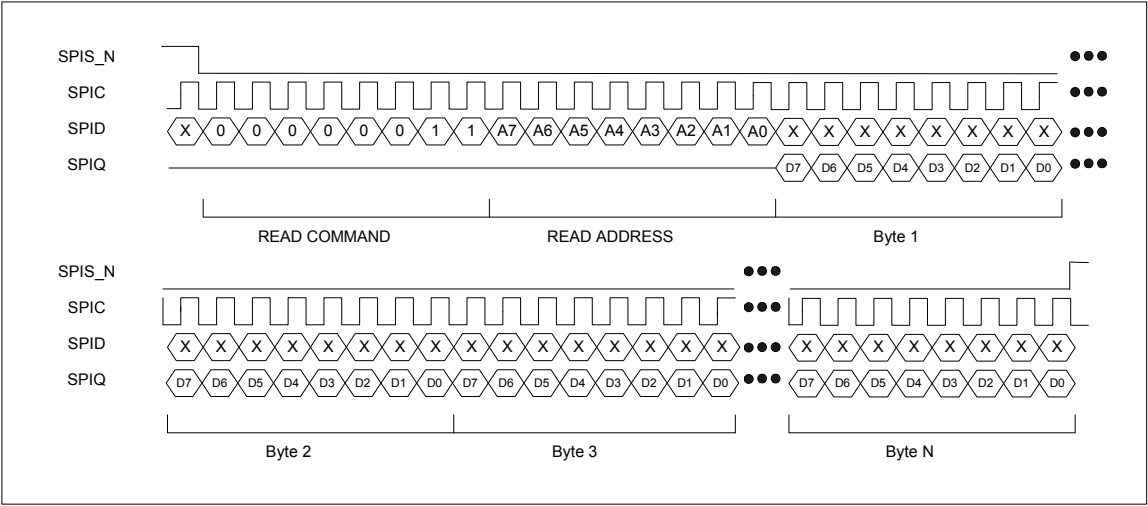 SPIS_N
SPIC
SPID X 0 0 0 0 0 0 1 1 A7 A6 A5 A4 A3 A2 A1 A0 X X X X X X X X
SPIQ D7 D6 D5 D4 D3 D2 D1 D0
READ COMMAND READ ADDRESS Byte 1
SPIS_N
SPIC
SPID X X X X X X X X X X X X X X X X X X X X X X X X
SPIQ D7 D6 D5 D4 D3 D2 D1 D0 D7 D6 D5 D4 D3 D2 D1 D0 D7 D6 D5 D4 D3 D2 D1 D0
Byte 2 Byte 3 Byte N